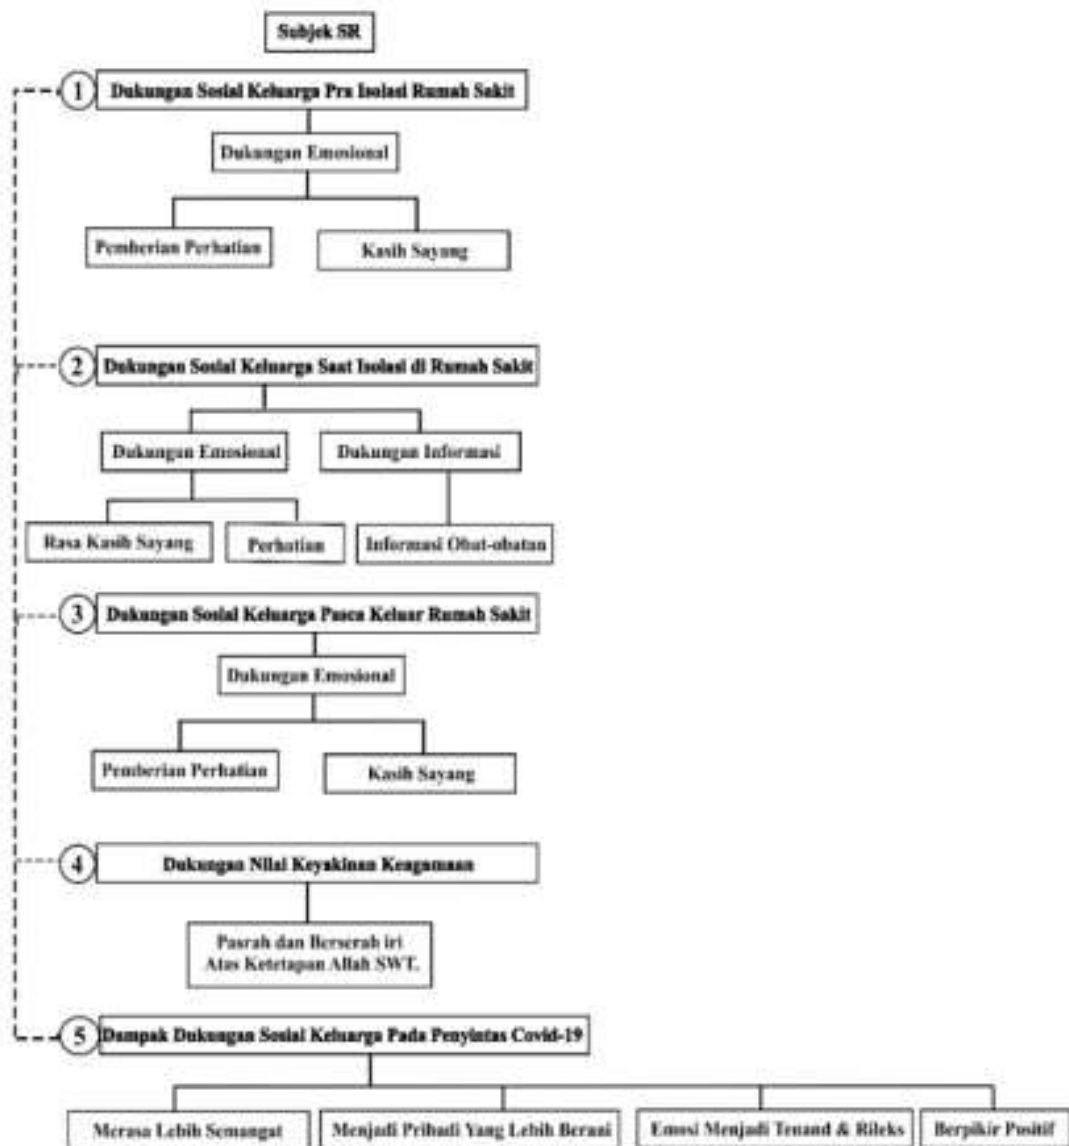 Subjek SR
1 Dukungan Sosial Keluarga Pra Isolasi Rumah Sakit
Dukungan Emosional
Pemberian Perhatian
Kasih Sayang
2 Dukungan Sosial Keluarga Saat Isolasi di Rumah Sakit
Dukungan Emosional
Dukungan Informasi
Rasa Kasih Sayang
Perhatian
Informasi Obat-obatan
3 Dukungan Sosial Keluarga Pasca Keluar Rumah Sakit
Dukungan Emosional
Pemberian Perhatian
Kasih Sayang
4 Dukungan Nilai Keyakinan Keagamaan
Pasrah dan Berserah iri
Atas Ketetapan Allah SWT.
5 Dampak Dukungan Sosial Keluarga Pada Penyintas Covid-19
Merasa Lebih Semangat
Menjadi Pribadi Yang Lebih Berani
Emosi Menjadi Tenand & Rileks
Berpikir Positif